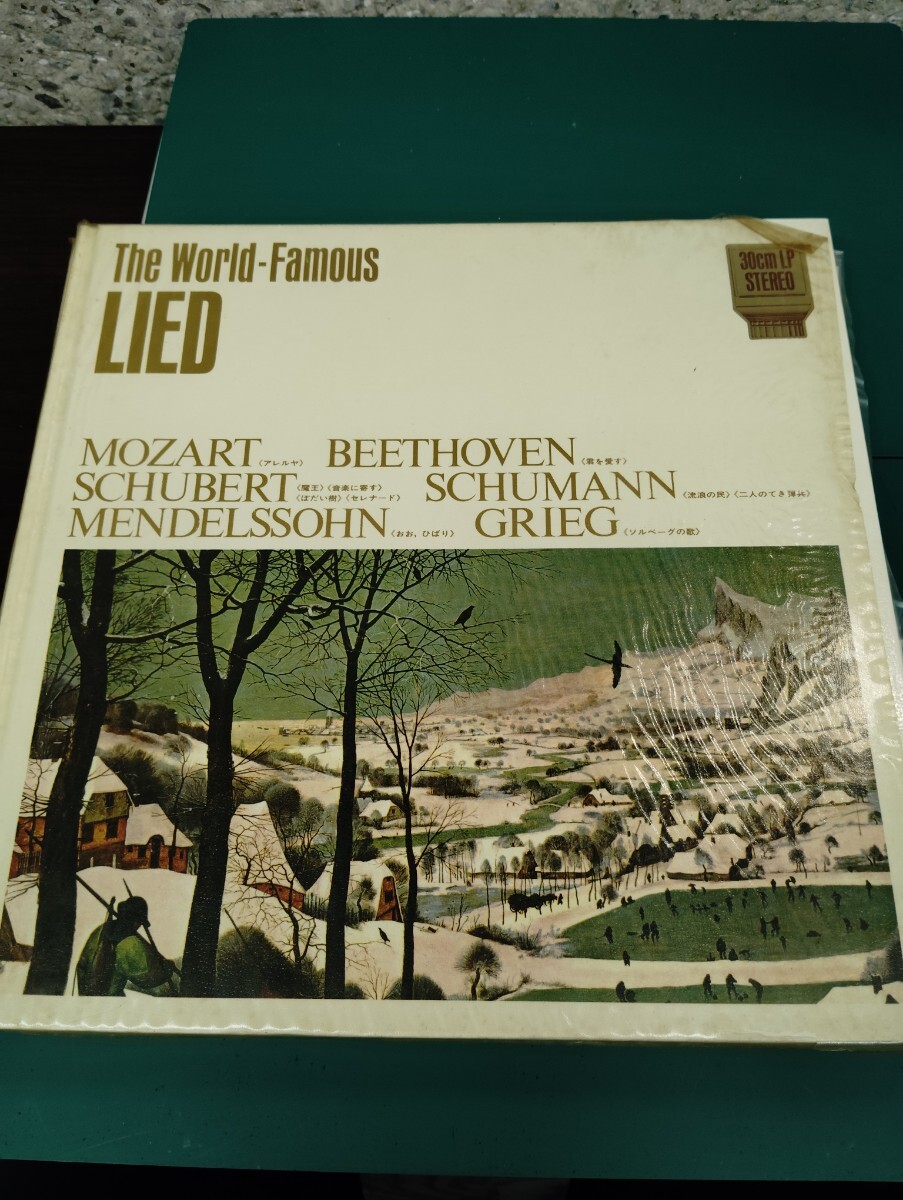 The World-Famous
LIED
30cm LP
STEREO
MOZART《アレルヤ》 BEETHOVEN《君を愛す》
SCHUBERT《魔王》《音楽に寄す》《ぼだい樹》《セレナード》 SCHUMANN《流浪の民》《二人のてき弾兵》
MENDELSSOHN《おお，ひばり》 GRIEG《ソルベーグの歌》